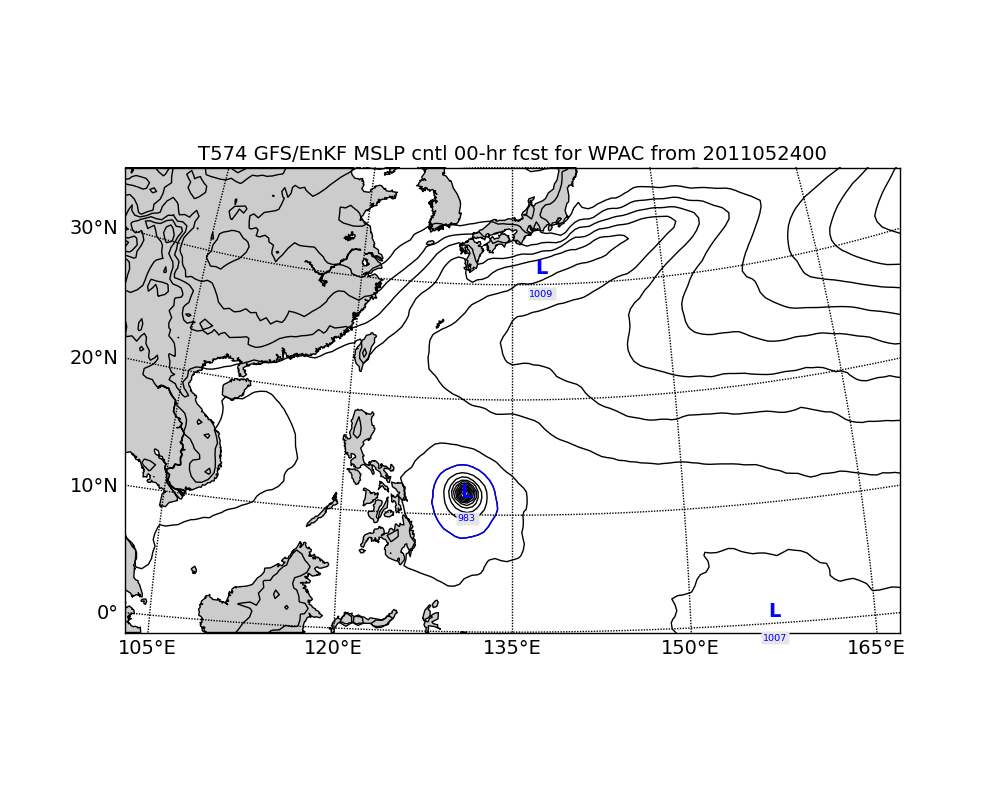 T574 GFS/EnKF MSLP cntl 00-hr fcst for WPAC from 2011052400
30°N
L
1009
20°N
10°N
L
983
0°
L
1007
105°E 120°E 135°E 150°E 165°E